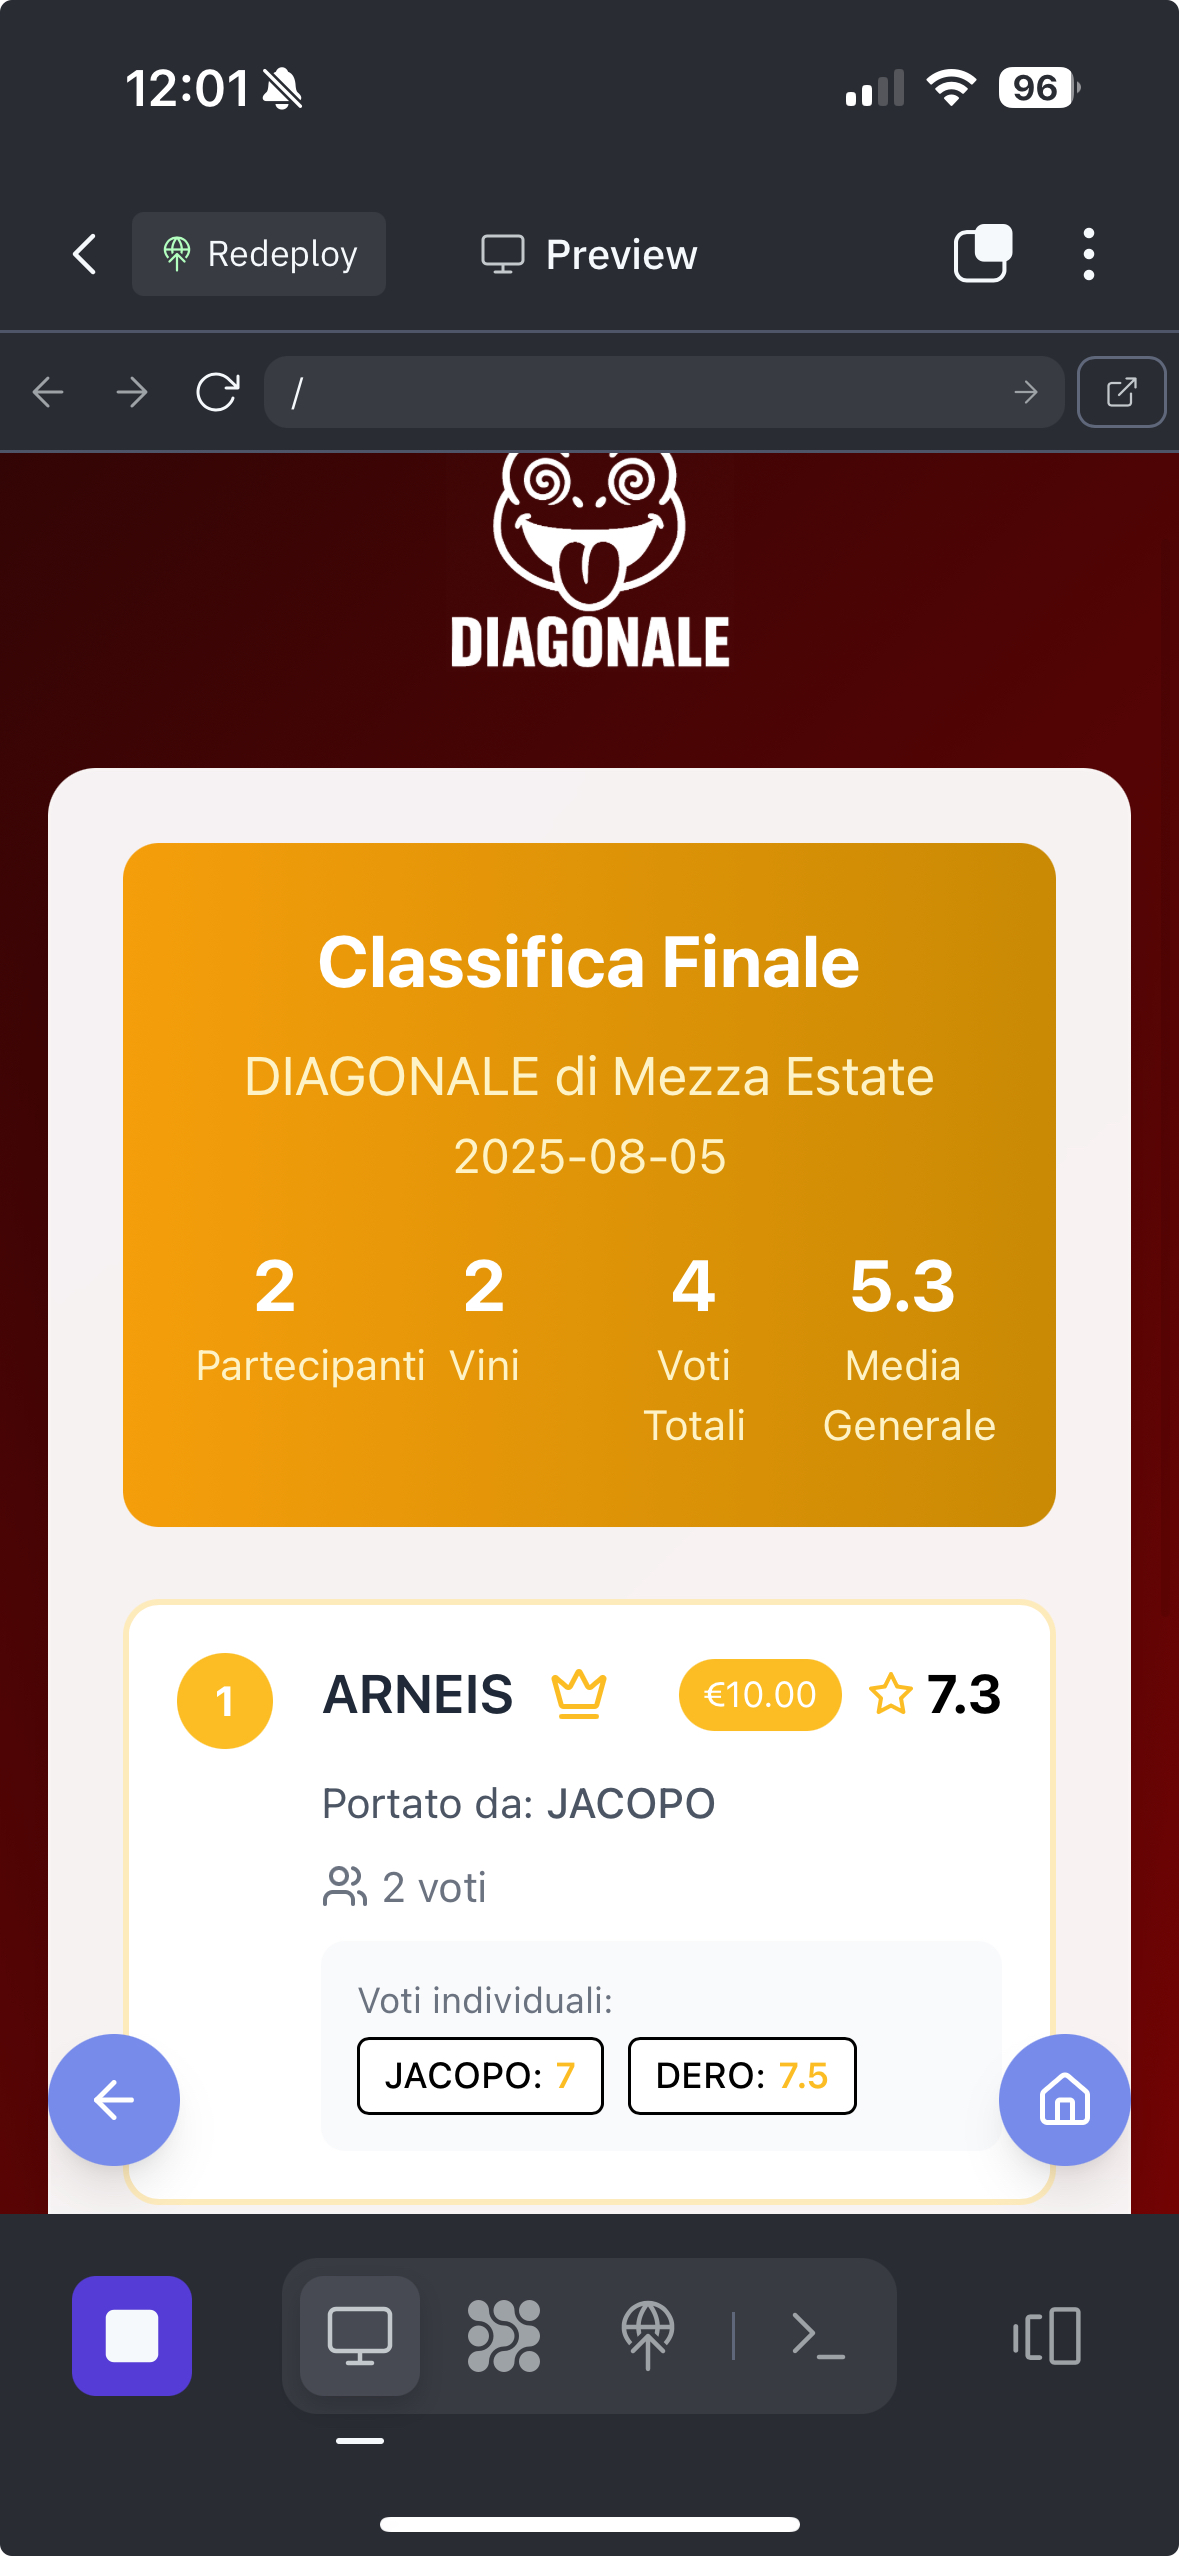 12:01
96
Redeploy
Preview
/
DIAGONALE
Classifica Finale
DIAGONALE di Mezza Estate
2025-08-05
2 2 4 5.3
Partecipanti Vini Voti Totali Media Generale
1 ARNEIS €10.00 7.3
Portato da: JACOPO
2 voti
Voti individuali:
JACOPO: 7 DERO: 7.5